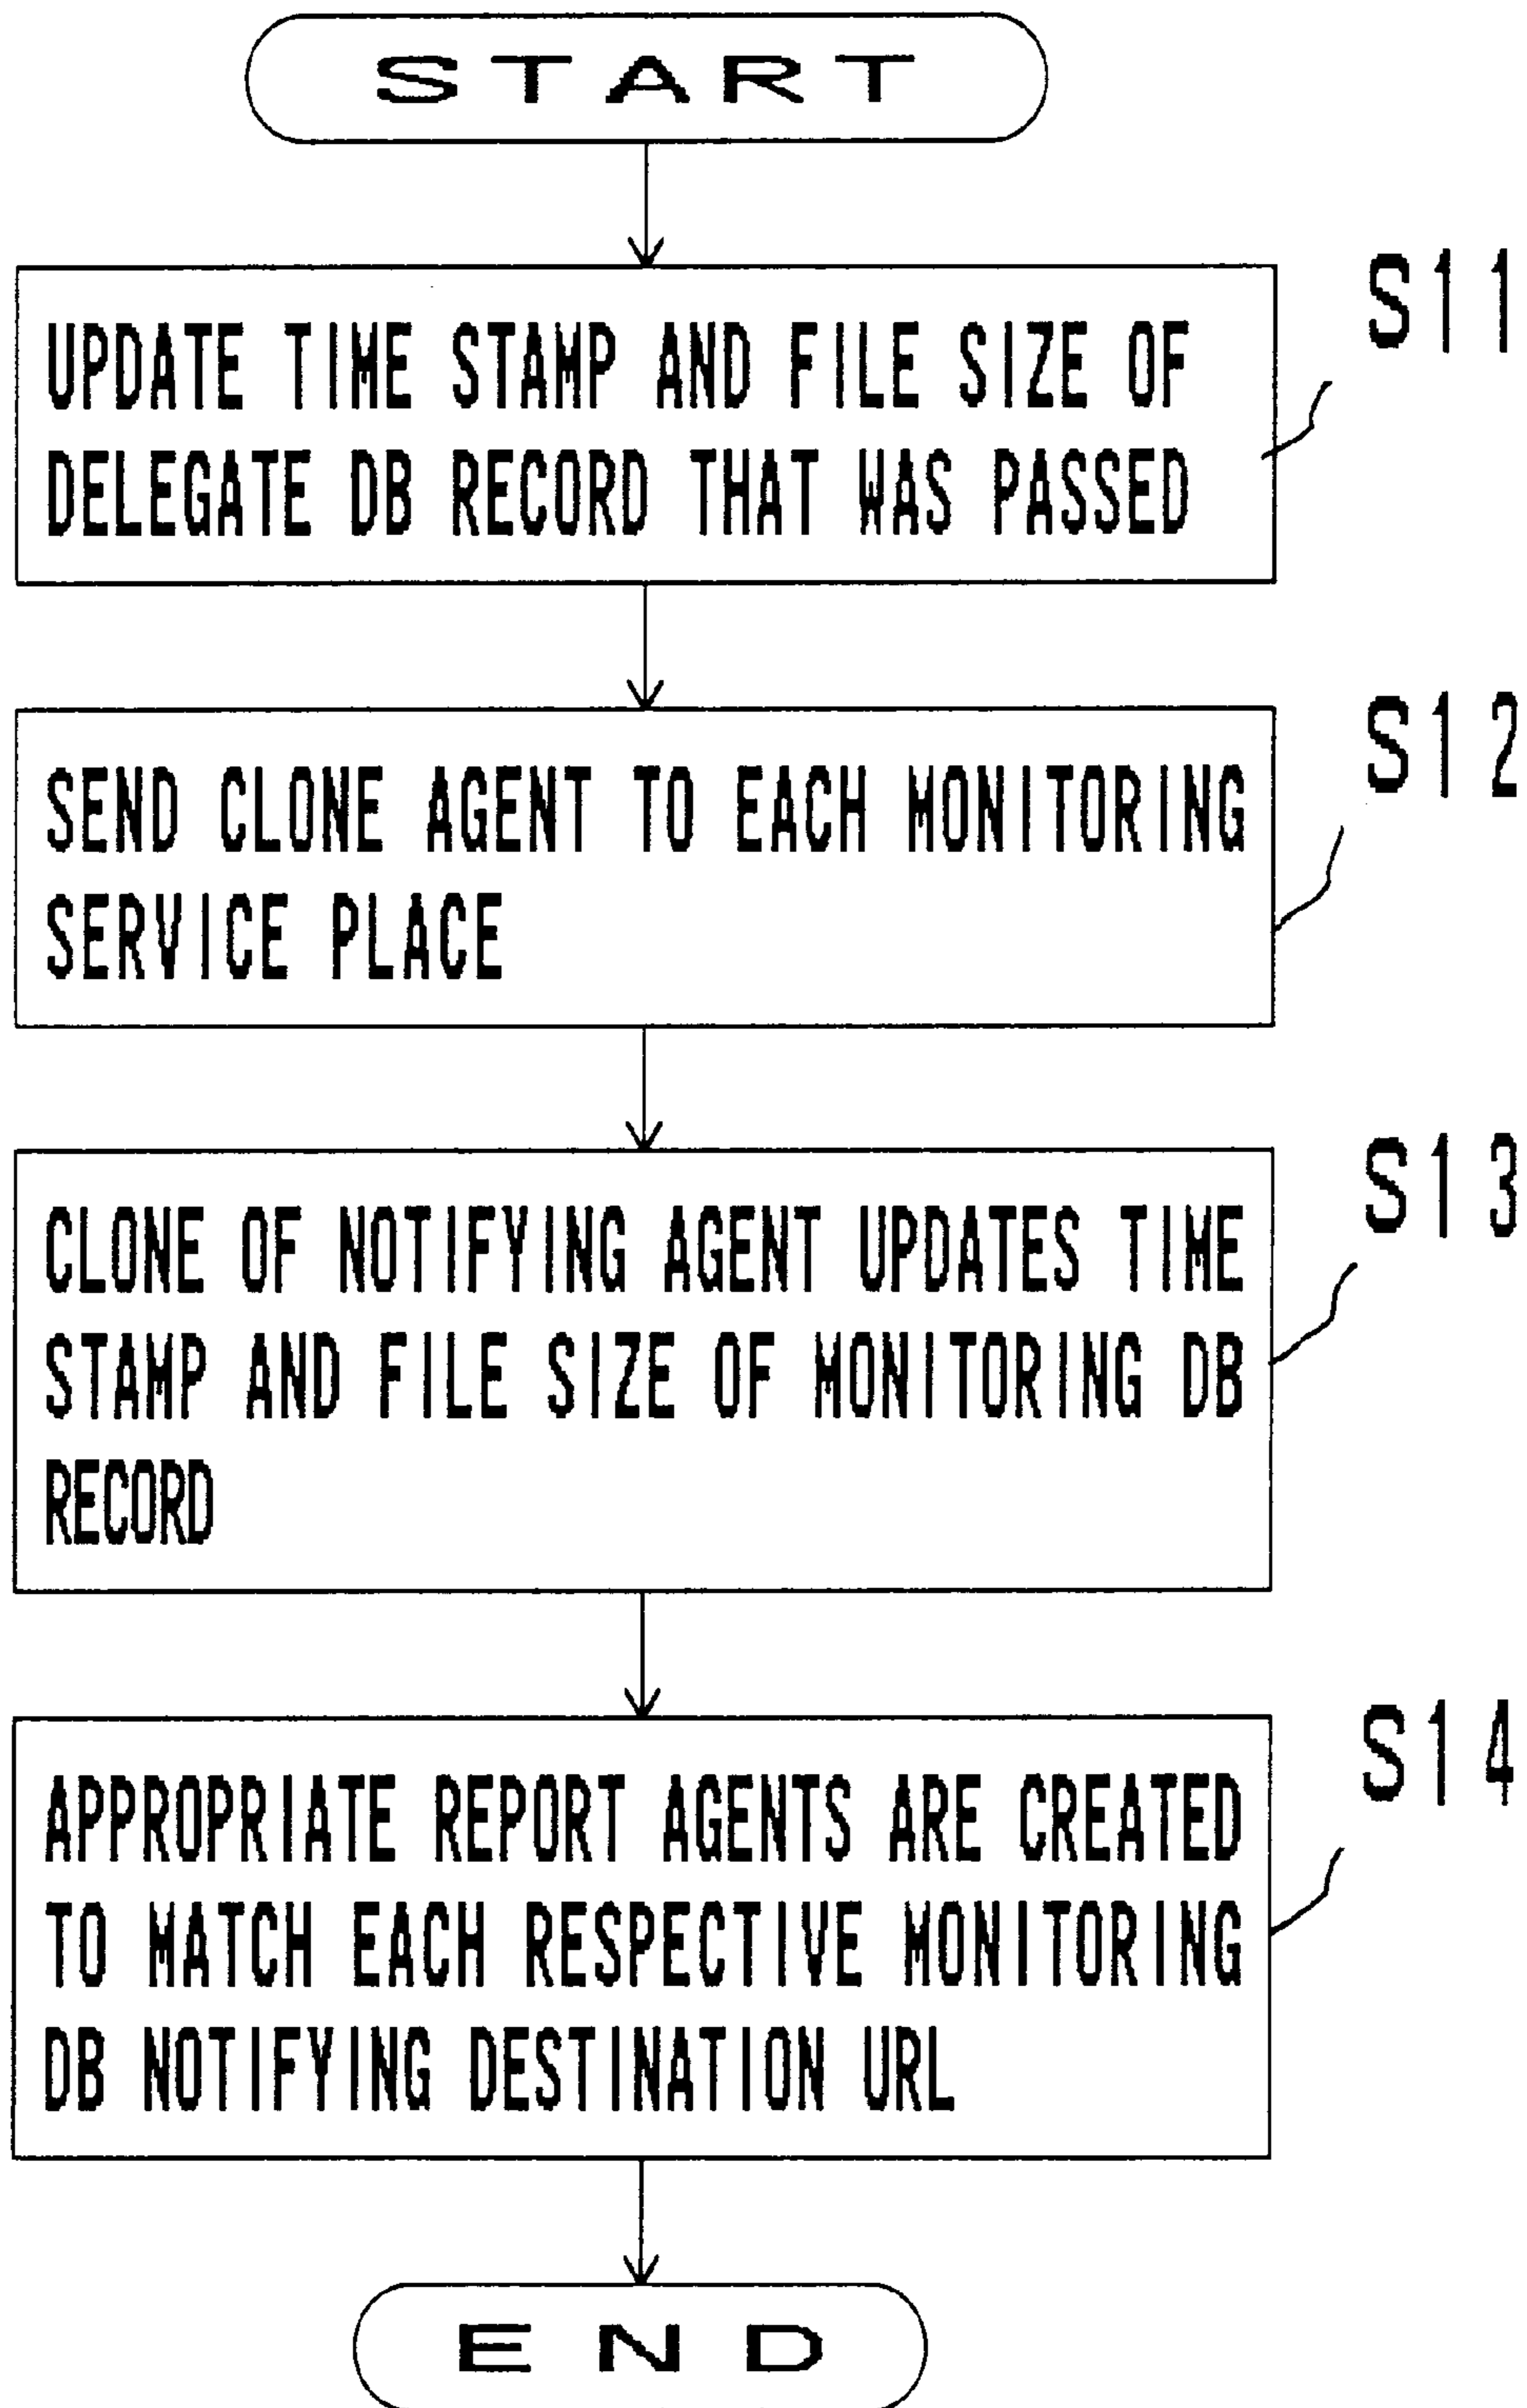 START
S11
UPDATE TIME STAMP AND FILE SIZE OF
DELEGATE DB RECORD THAT WAS PASSED
S12
SEND CLONE AGENT TO EACH MONITORING
SERVICE PLACE
S13
CLONE OF NOTIFYING AGENT UPDATES TIME
STAMP AND FILE SIZE OF MONITORING DB
RECORD
S14
APPROPRIATE REPORT AGENTS ARE CREATED
TO MATCH EACH RESPECTIVE MONITORING
DB NOTIFYING DESTINATION URL
END